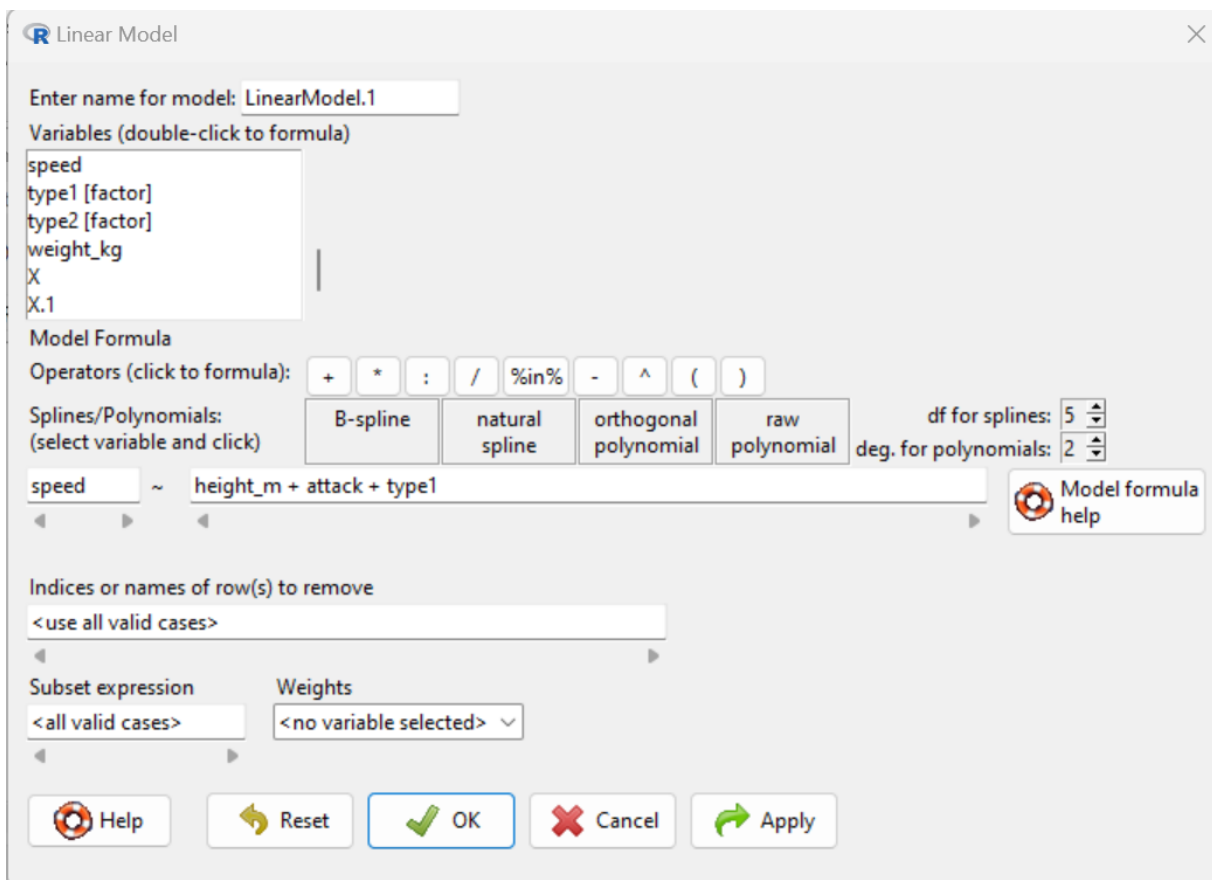 R Linear Model
Enter name for model: LinearModel.1
Variables (double-click to formula)
speed
type1 [factor]
type2 [factor]
weight_kg
X
X.1
Model Formula
Operators (click to formula): + * : / %in% - ^ ( )
Splines/Polynomials:
(select variable and click)
B-spline
natural
spline
orthogonal
polynomial
raw
polynomial
df for splines: 5
deg. for polynomials: 2
speed ~ height_m + attack + type1
Model formula
help
Indices or names of row(s) to remove
<use all valid cases>
Subset expression Weights
<all valid cases> <no variable selected>
Help Reset OK Cancel Apply